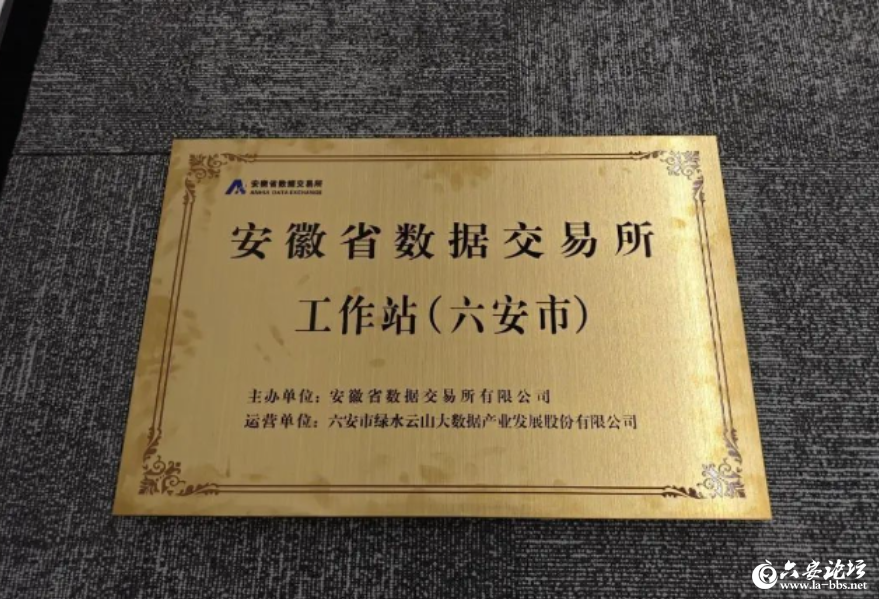 安徽省数据交易所
ANHUI DATA EXCHANGE
安徽省数据交易所
工作站(六安市)
主办单位：安徽省数据交易所有限公司
运营单位：六安市绿水云山大数据产业发展股份有限公司
六安论坛
www.la-bbs.net